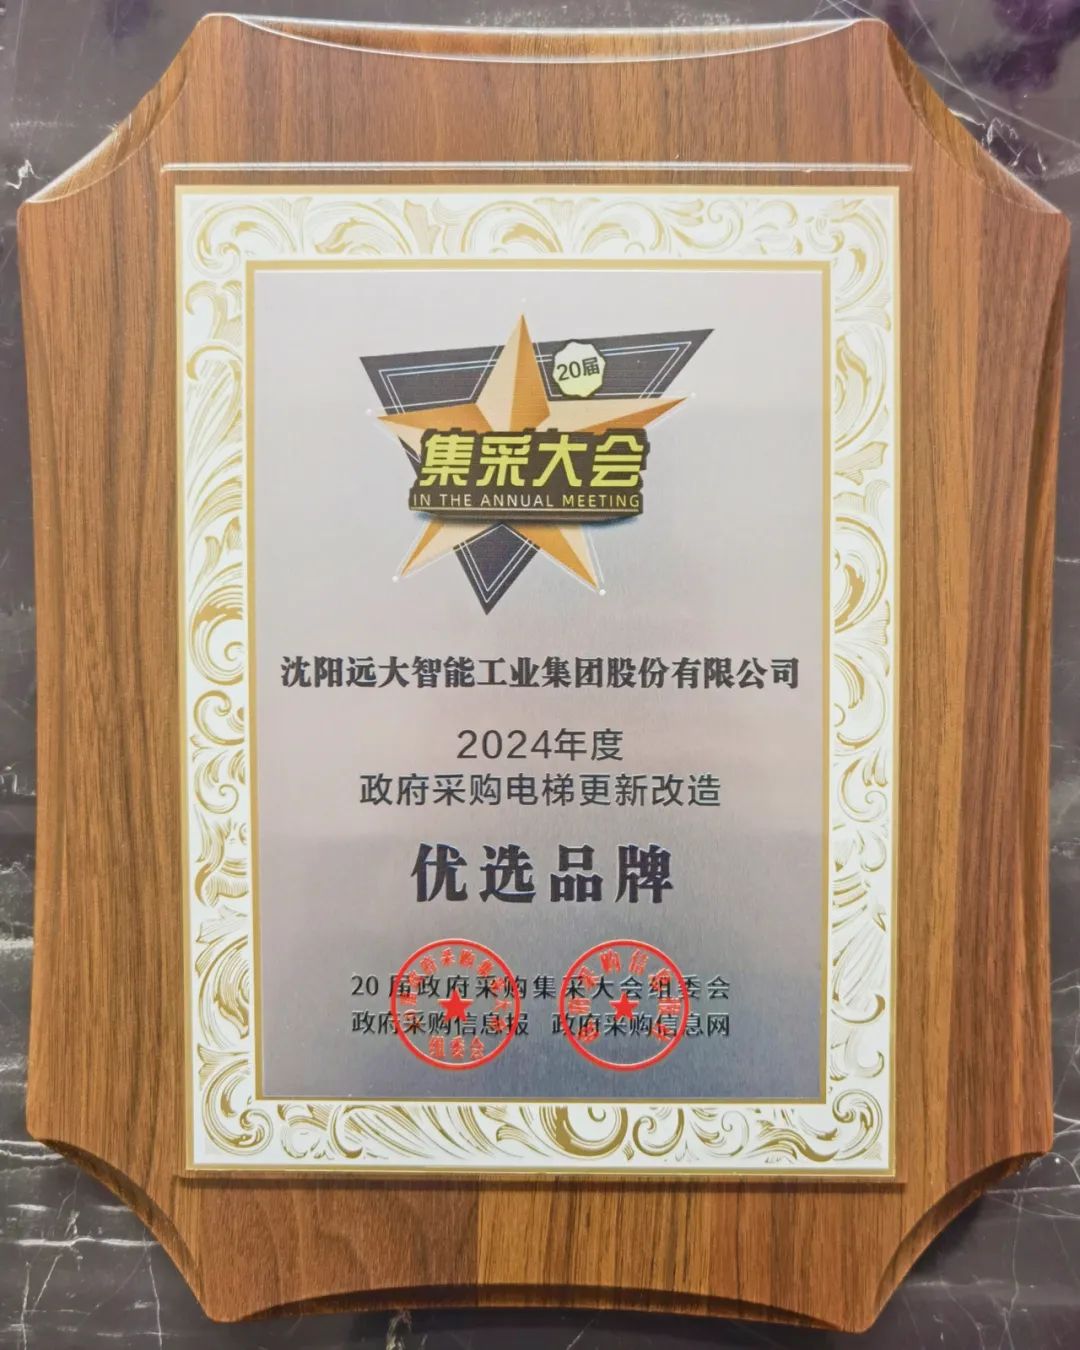 20届
集采大会
IN THE ANNUAL MEETING
沈阳远大智能工业集团股份有限公司
2024年度
政府采购电梯更新改造
优选品牌
20届政府采购集采大会组委会
政府采购信息报 政府采购信息网
组委会